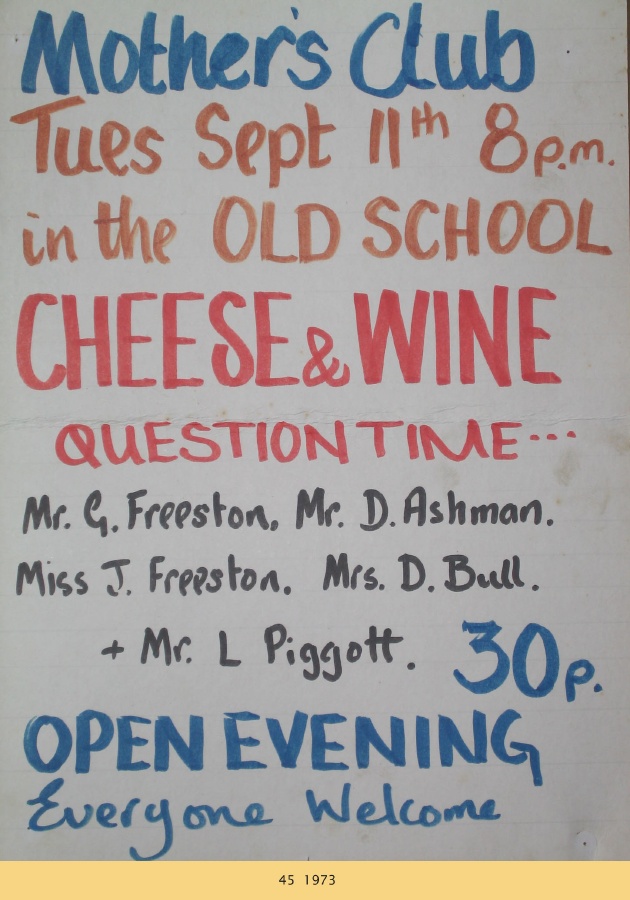 Mother's Club
Tues Sept 11th 8p.m.
in the OLD SCHOOL
CHEESE & WINE
QUESTION TIME...
Mr. G. Freeston, Mr. D. Ashman.
Miss J. Freeston. Mrs. D. Bull.
+ Mr. L Piggott. 30p.
OPEN EVENING
Everyone Welcome
45 1973